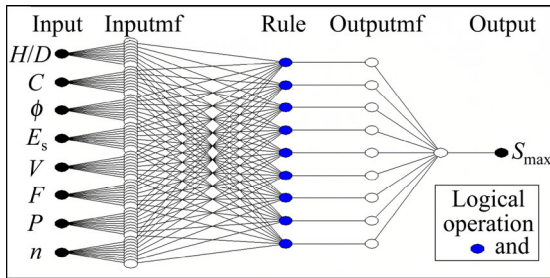 Input Inputmf Rule Outputmf Output
H/D
C
ϕ
Es
V
F
P
n
Smax
Logical
operation
and